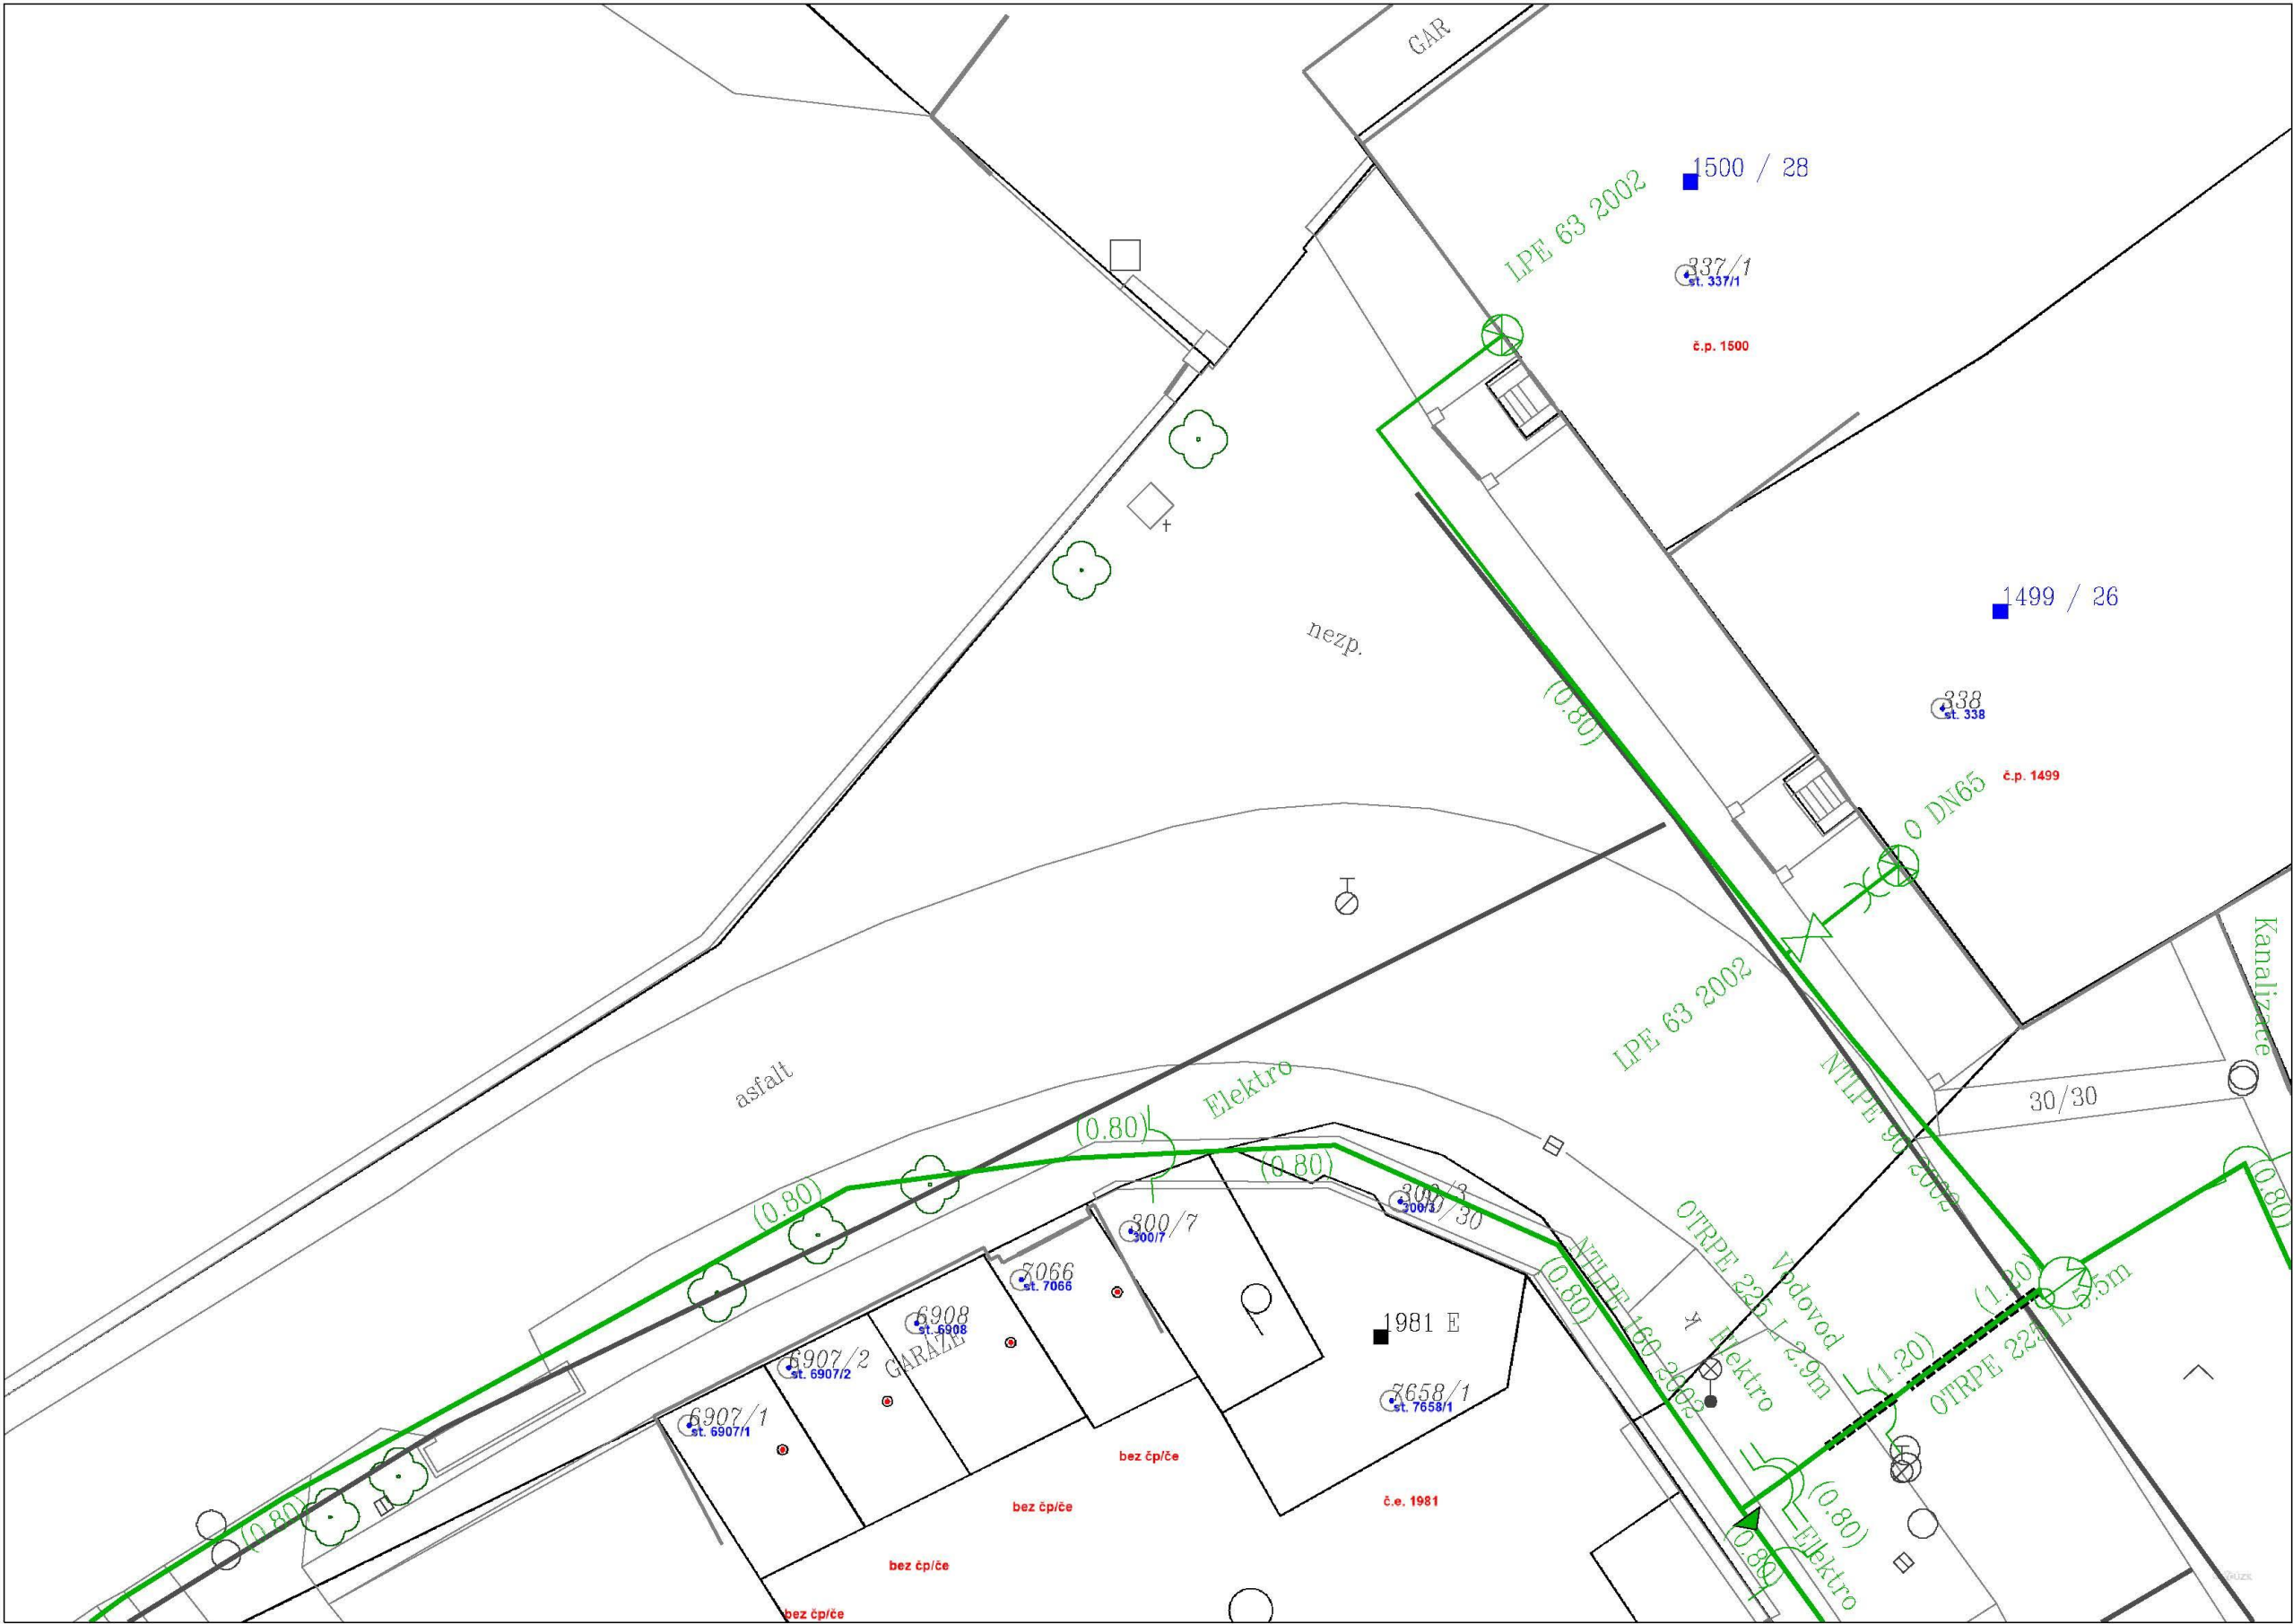 GAR
1500 / 28
LPE 63 2002
337/1
st. 337/1
č.p. 1500
1499 / 26
nezp.
338
st. 338
(0.80)
č.p. 1499
O DN65
Kanalizace
LPE 63 2002
asfalt
Elektro
NTLPE 90 2002
30/30
(0.80)
(0.80)
(0.80)
(0.80)
300/3
300/3
300/7
300/7
OTRPE 225 L 2.9m
Vodovod
NTLPE 160 2002
(0.80)
(1.20)
OTRPE 225 L 5.5m
7066
st. 7066
6908
st. 6908
GARÁŽE
1981 E
K
Elektro
(1.20)
6907/2
st. 6907/2
7658/1
st. 7658/1
6907/1
st. 6907/1
bez čp/če
č.e. 1981
bez čp/če
(0.80)
(0.80)
(0.80)
Elektro
bez čp/če
bez čp/če